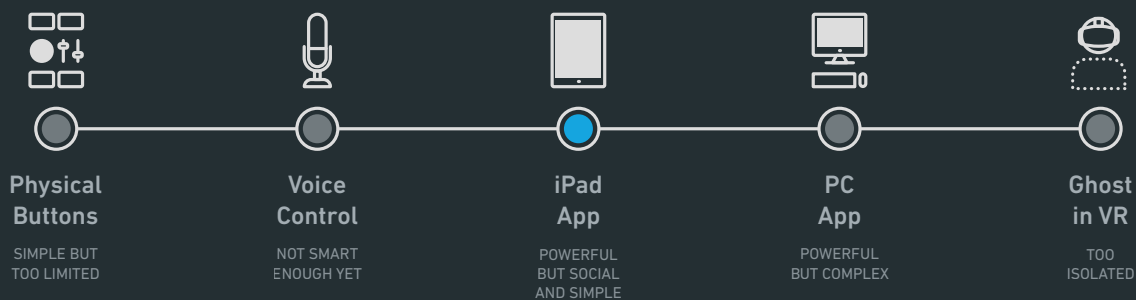 Physical
Buttons
SIMPLE BUT
TOO LIMITED
Voice
Control
NOT SMART
ENOUGH YET
iPad
App
POWERFUL
BUT SOCIAL
AND SIMPLE
PC
App
POWERFUL
BUT COMPLEX
Ghost
in VR
TOO
ISOLATED